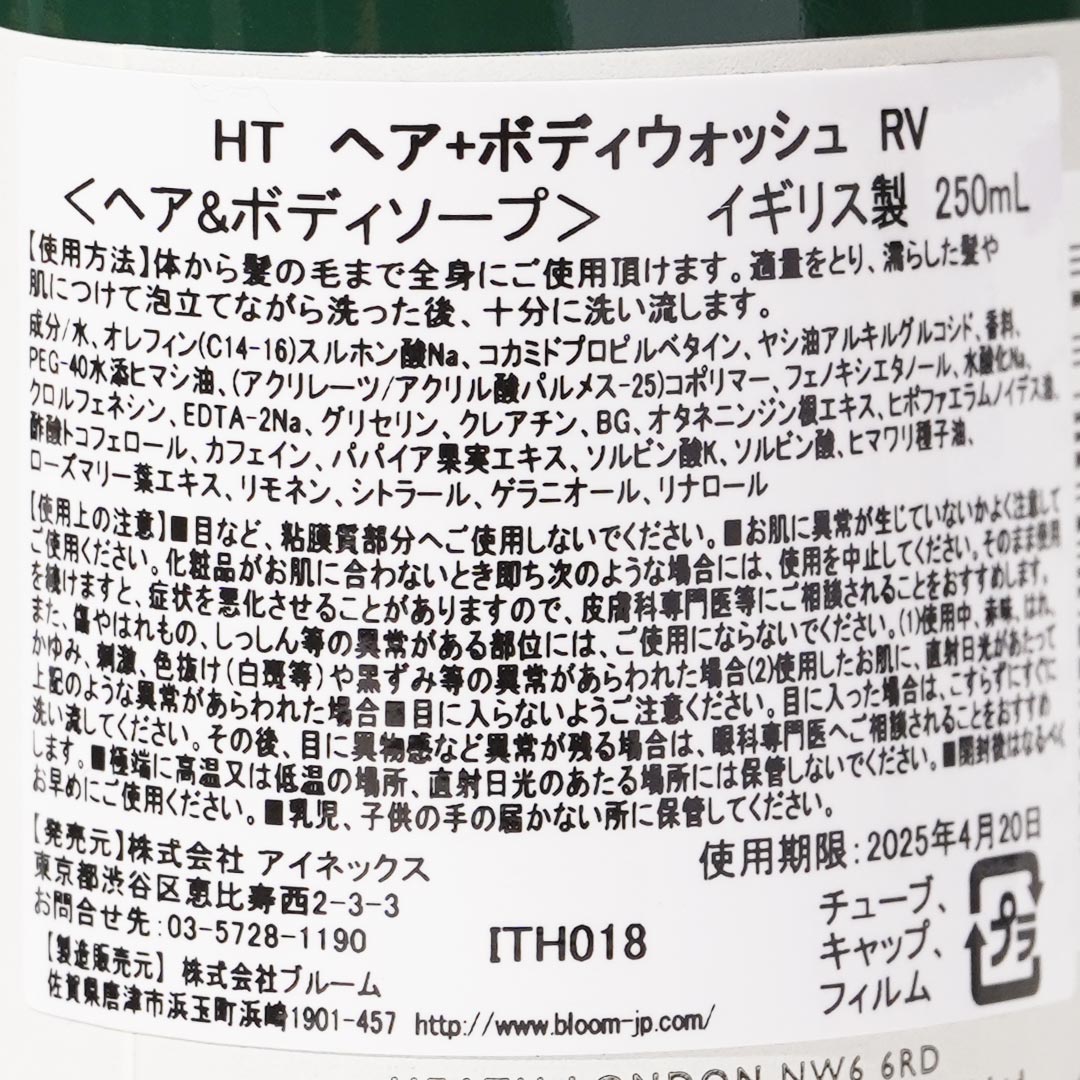 HT ヘア+ボディウォッシュ RV
<ヘア&ボディソープ> イギリス製 250mL
【使用方法】体から髪の毛まで全身にご使用頂けます。適量をとり、濡らした髪や
肌につけて泡立てながら洗った後、十分に洗い流します。
成分/水、オレフィン(C14-16)スルホン酸Na、コカミドプロピルベタイン、ヤシ油アルキルグルコシド、香料、
PEG-40水添ヒマシ油、(アクリレーツ/アクリル酸パルメス-25)コポリマー、フェノキシエタノール、水酸化Na、
クロルフェネシン、EDTA-2Na、グリセリン、クレアチン、BG、オタネニンジン根エキス、ヒポファエラムノイデス油、
酢酸トコフェロール、カフェイン、パパイア果実エキス、ソルビン酸K、ソルビン酸、ヒマワリ種子油、
ローズマリー葉エキス、リモネン、シトラール、ゲラニオール、リナロール
【使用上の注意】■目など、粘膜質部分へご使用しないでください。■お肌に異常が生じていないかよく注意して
ご使用ください。化粧品がお肌に合わないとき即ち次のような場合には、使用を中止してください。そのまま使用
を続けますと、症状を悪化させることがありますので、皮膚科専門医等にご相談されることをおすすめします。
また、傷やはれもの、しっしん等の異常がある部位には、ご使用にならないでください。(1)使用中、赤味、はれ、
かゆみ、刺激、色抜け(白斑等)や黒ずみ等の異常があらわれた場合(2)使用したお肌に、直射日光があたって
上記のような異常があらわれた場合■目に入らないようご注意ください。目に入った場合は、こすらずにすぐに
洗い流してください。その後、目に異物感など異常が残る場合は、眼科専門医へご相談されることをおすすめ
します。■極端に高温又は低温の場所、直射日光のあたる場所には保管しないでください。■開封後はなるべく
お早めにご使用ください。■乳児、子供の手の届かない所に保管してください。
【発売元】株式会社 アイネックス
東京都渋谷区恵比寿西2-3-3
お問合せ先:03-5728-1190
使用期限:2025年4月20日
ITH018
チューブ、
キャップ、
フィルム
プラ
【製造販売元】 株式会社ブルーム
佐賀県唐津市浜玉町浜崎1901-457 http://www.bloom-jp.com/
LONDON NW6 6RD